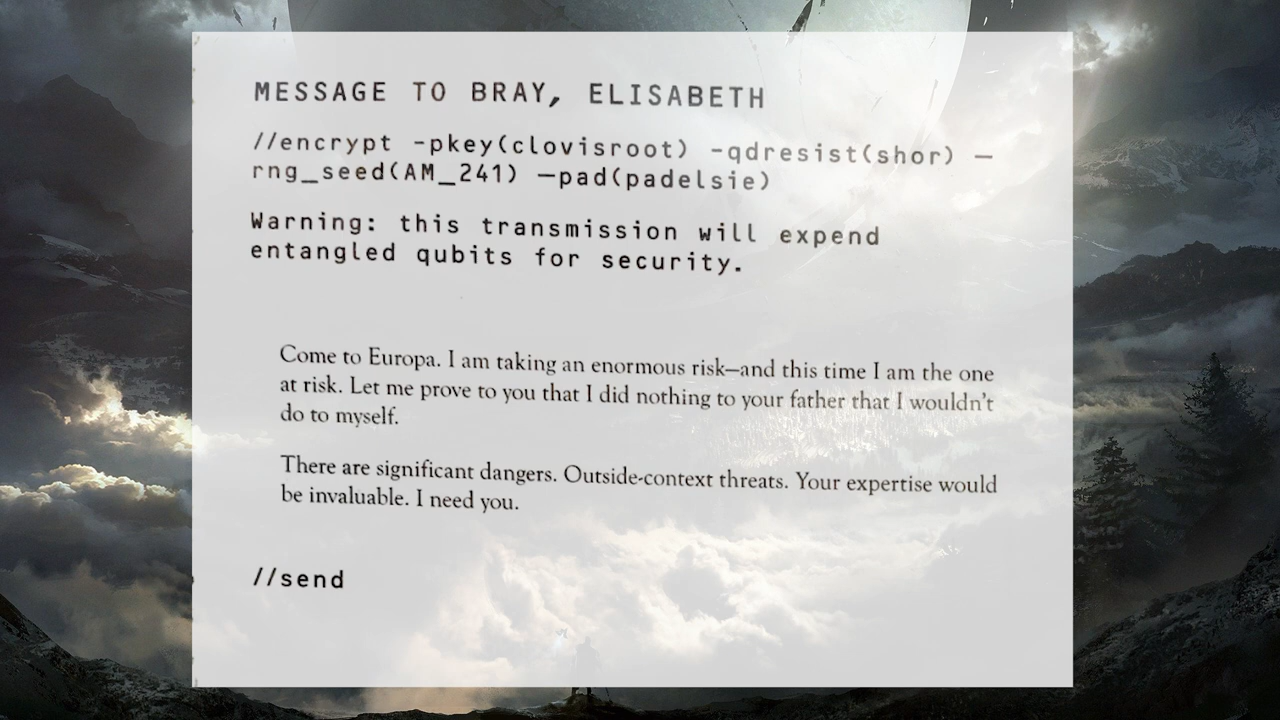 MESSAGE TO BRAY, ELISABETH
//encrypt -pkey(clovisroot) -qdresist(shor) —
rng_seed(AM_241) —pad(padelsie)
Warning: this transmission will expend
entangled qubits for security.
Come to Europa. I am taking an enormous risk—and this time I am the one
at risk. Let me prove to you that I did nothing to your father that I wouldn't
do to myself.
There are significant dangers. Outside-context threats. Your expertise would
be invaluable. I need you.
//send